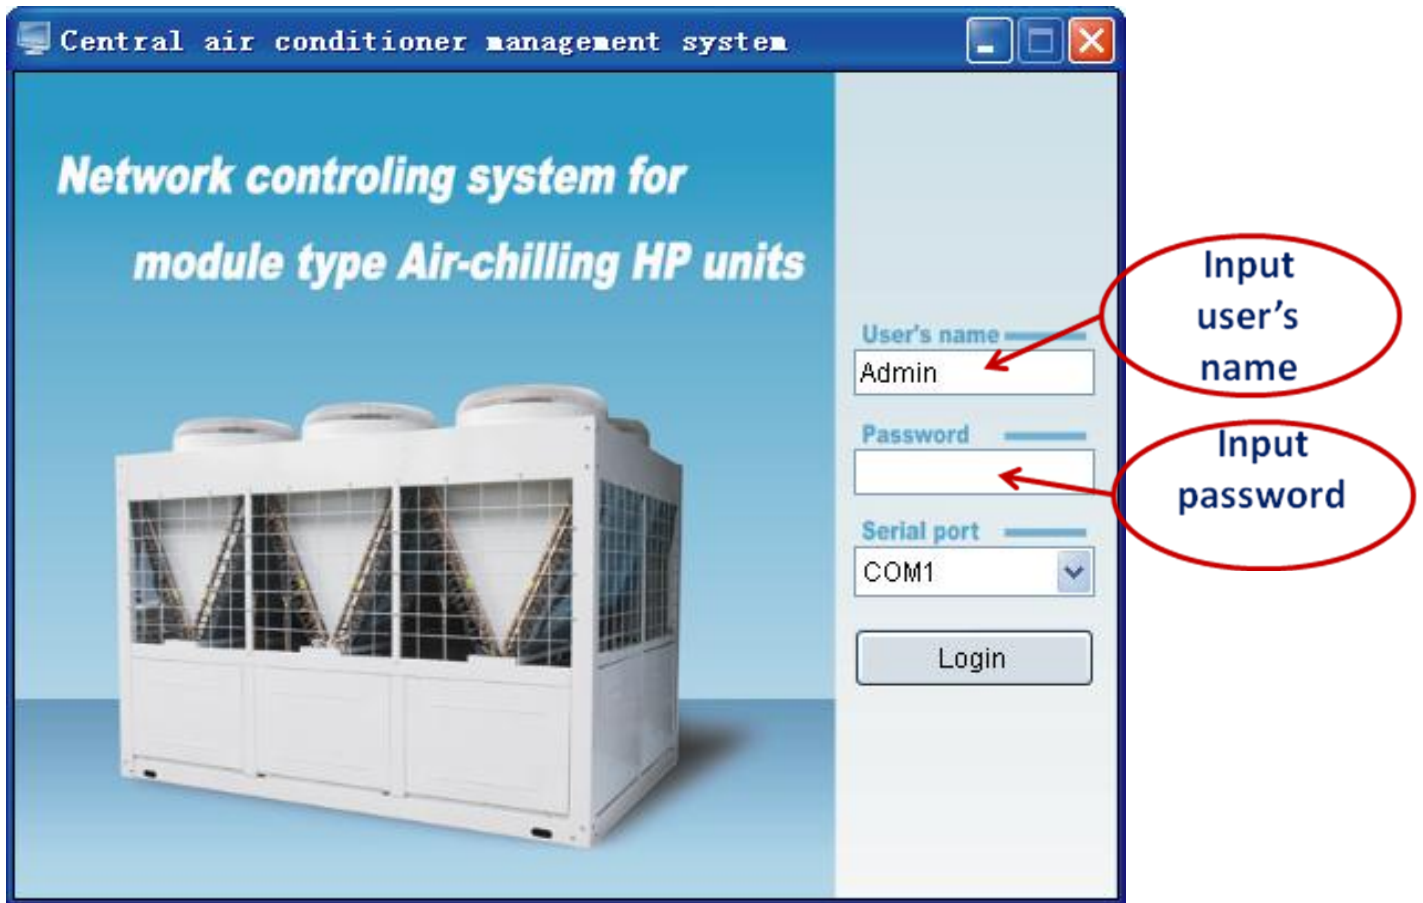 Central air conditioner management system
Network controling system for
module type Air-chilling HP units
User's name
Admin
Password
Serial port
COM1
Login
Input
user’s
name
Input
password